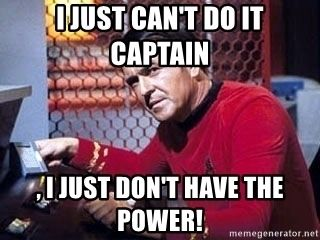 I JUST CAN'T DO IT
CAPTAIN
, I JUST DON'T HAVE THE
POWER!
memegenerator.net